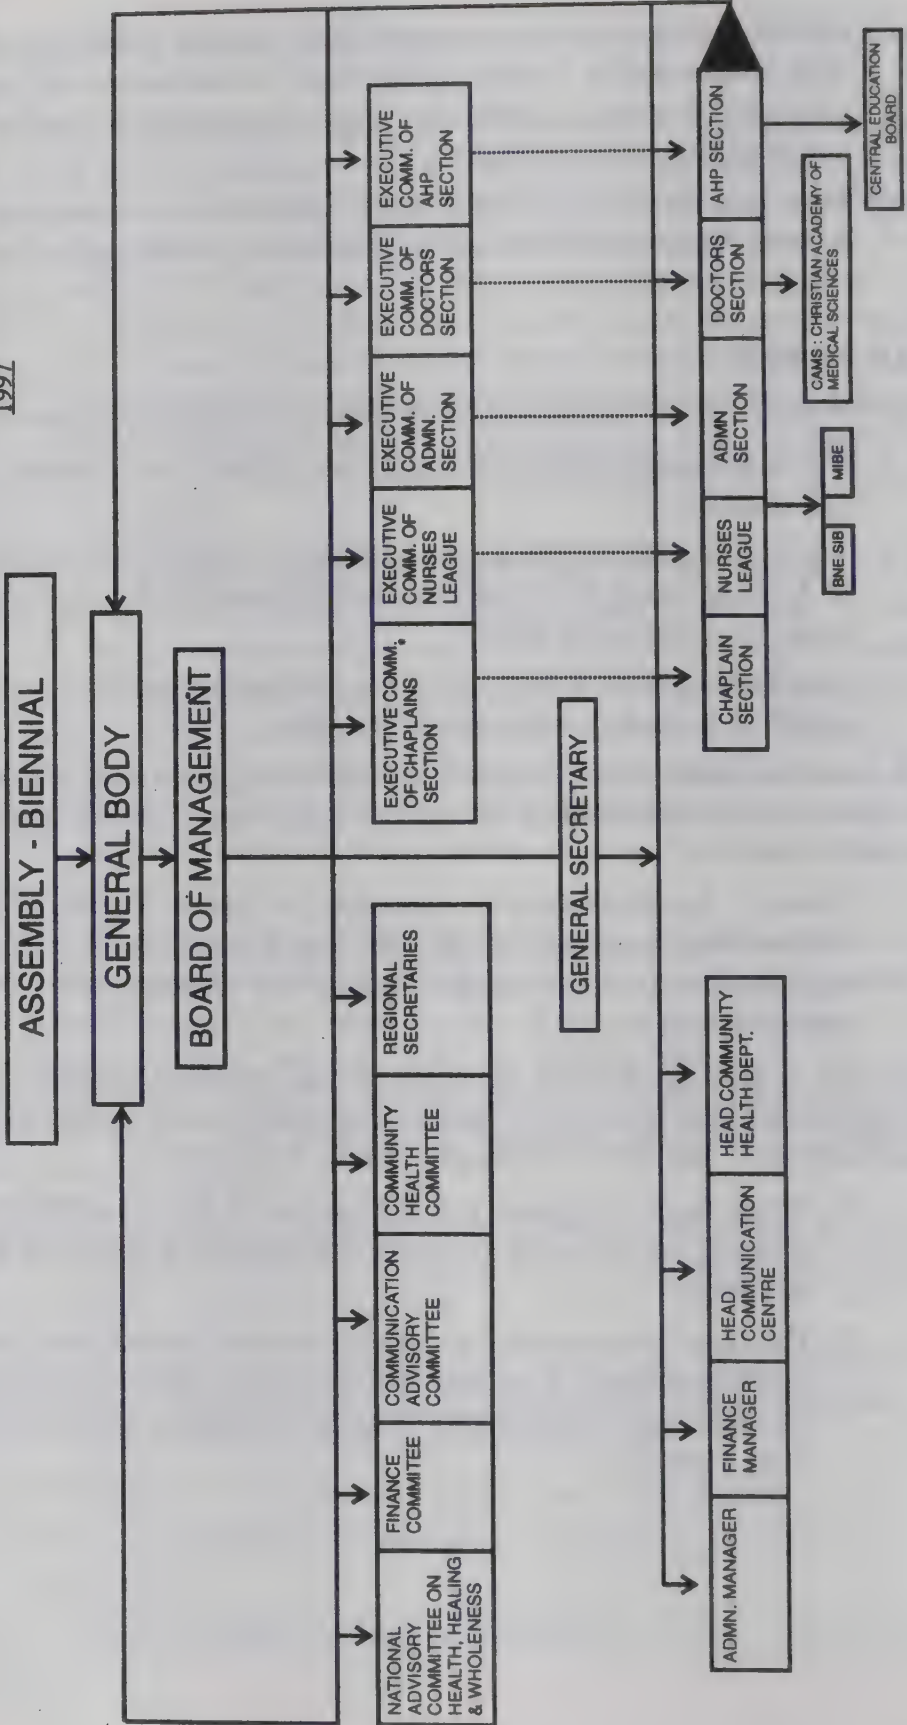 1997
ASSEMBLY - BIENNIAL
GENERAL BODY
BOARD OF MANAGEMENT
NATIONAL
ADVISORY
COMMITTEE ON
HEALTH, HEALING
& WHOLENESS
FINANCE
COMMITEE
COMMUNICATION
ADVISORY
COMMITTEE
COMMUNITY
HEALTH
COMMITTEE
REGIONAL
SECRETARIES
EXECUTIVE COMM.
OF CHAPLAINS
SECTION
EXECUTIVE
COMM. OF
NURSES
LEAGUE
EXECUTIVE
COMM. OF
ADMN.
SECTION
EXECUTIVE
COMM. OF
DOCTORS
SECTION
EXECUTIVE
COMM. OF
AHP
SECTION
GENERAL SECRETARY
ADMN. MANAGER
FINANCE
MANAGER
HEAD
COMMUNICATION
CENTRE
HEAD COMMUNITY
HEALTH DEPT.
CHAPLAIN
SECTION
NURSES
LEAGUE
ADMN
SECTION
DOCTORS
SECTION
AHP SECTION
BNE SIB
MIBE
CAMS : CHRISTIAN ACADEMY OF
MEDICAL SCIENCES
CENTRAL EDUCATION
BOARD